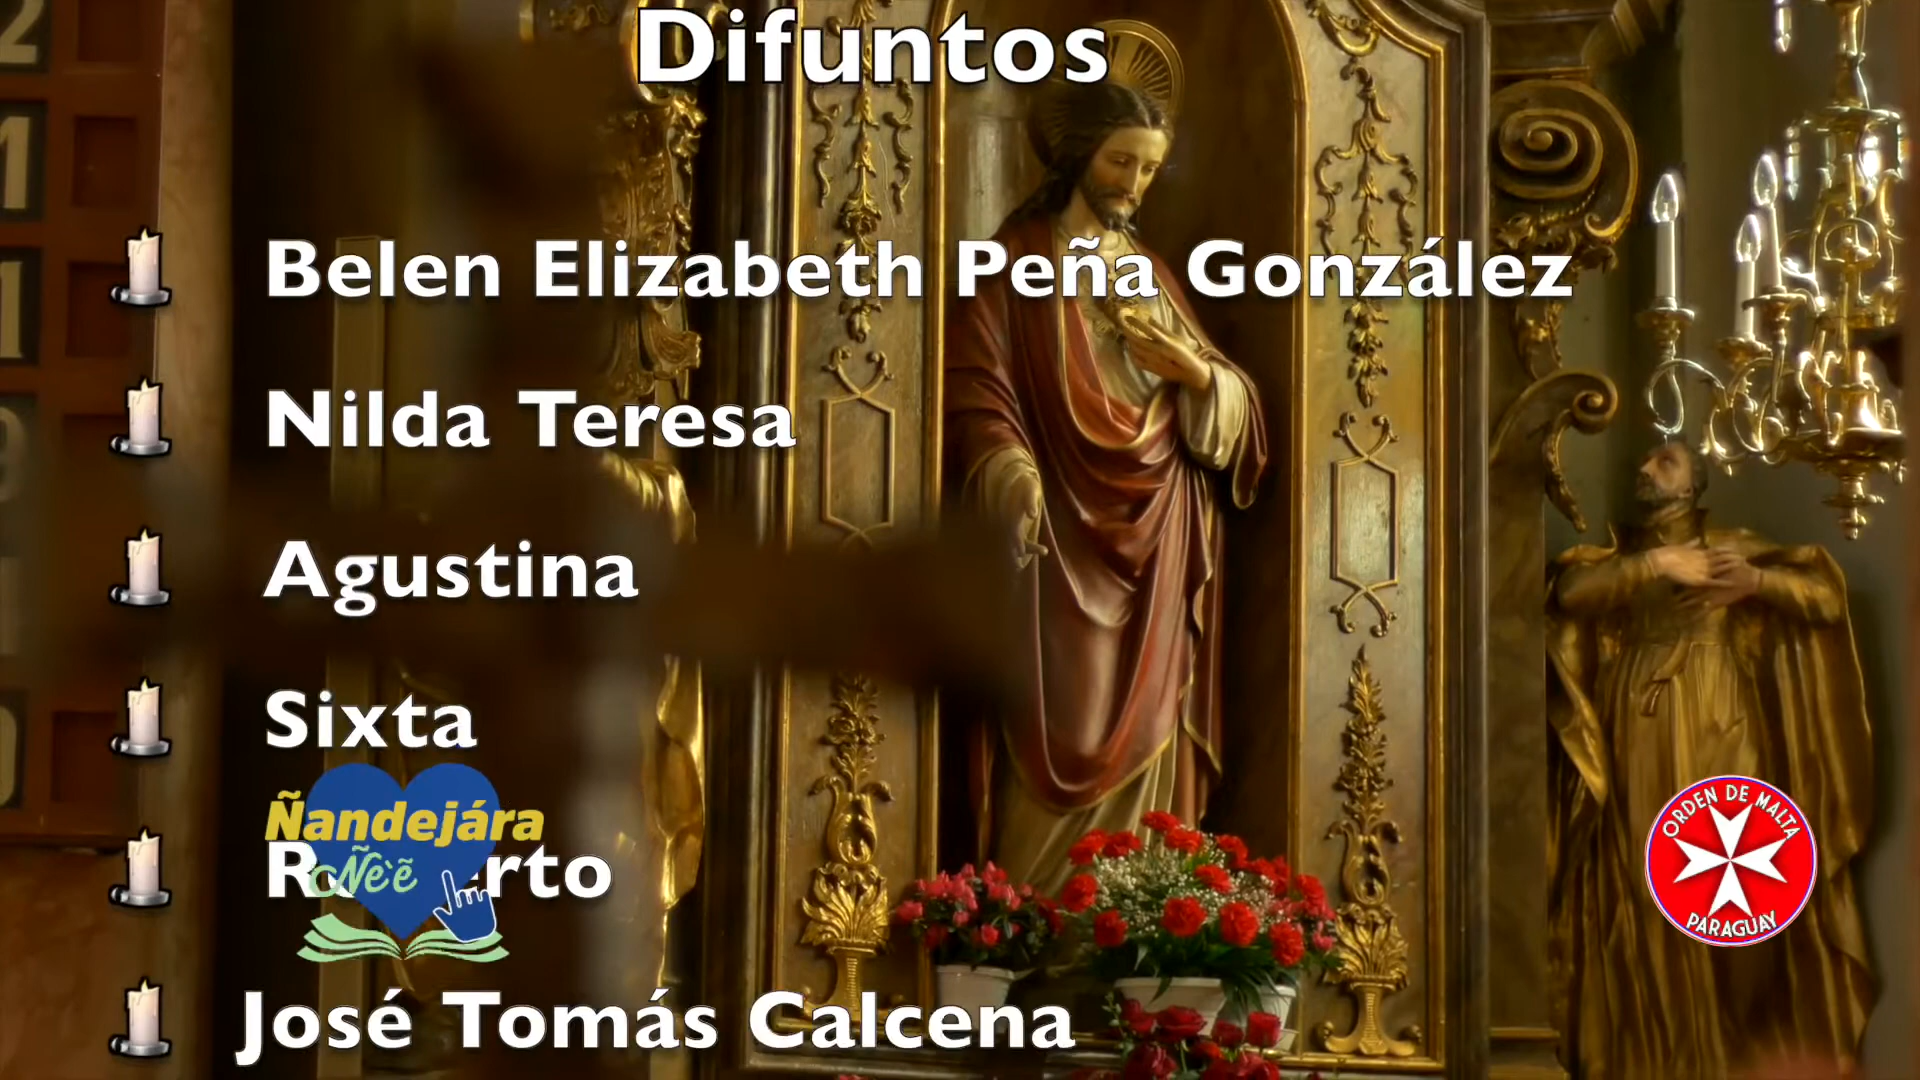 Difuntos
Belen Elizabeth Peña González
Nilda Teresa
Agustina
Sixta
Ñandejára
Ñe'ẽ
José Tomás Calcena
ORDEN DE MALTA
PARAGUAY